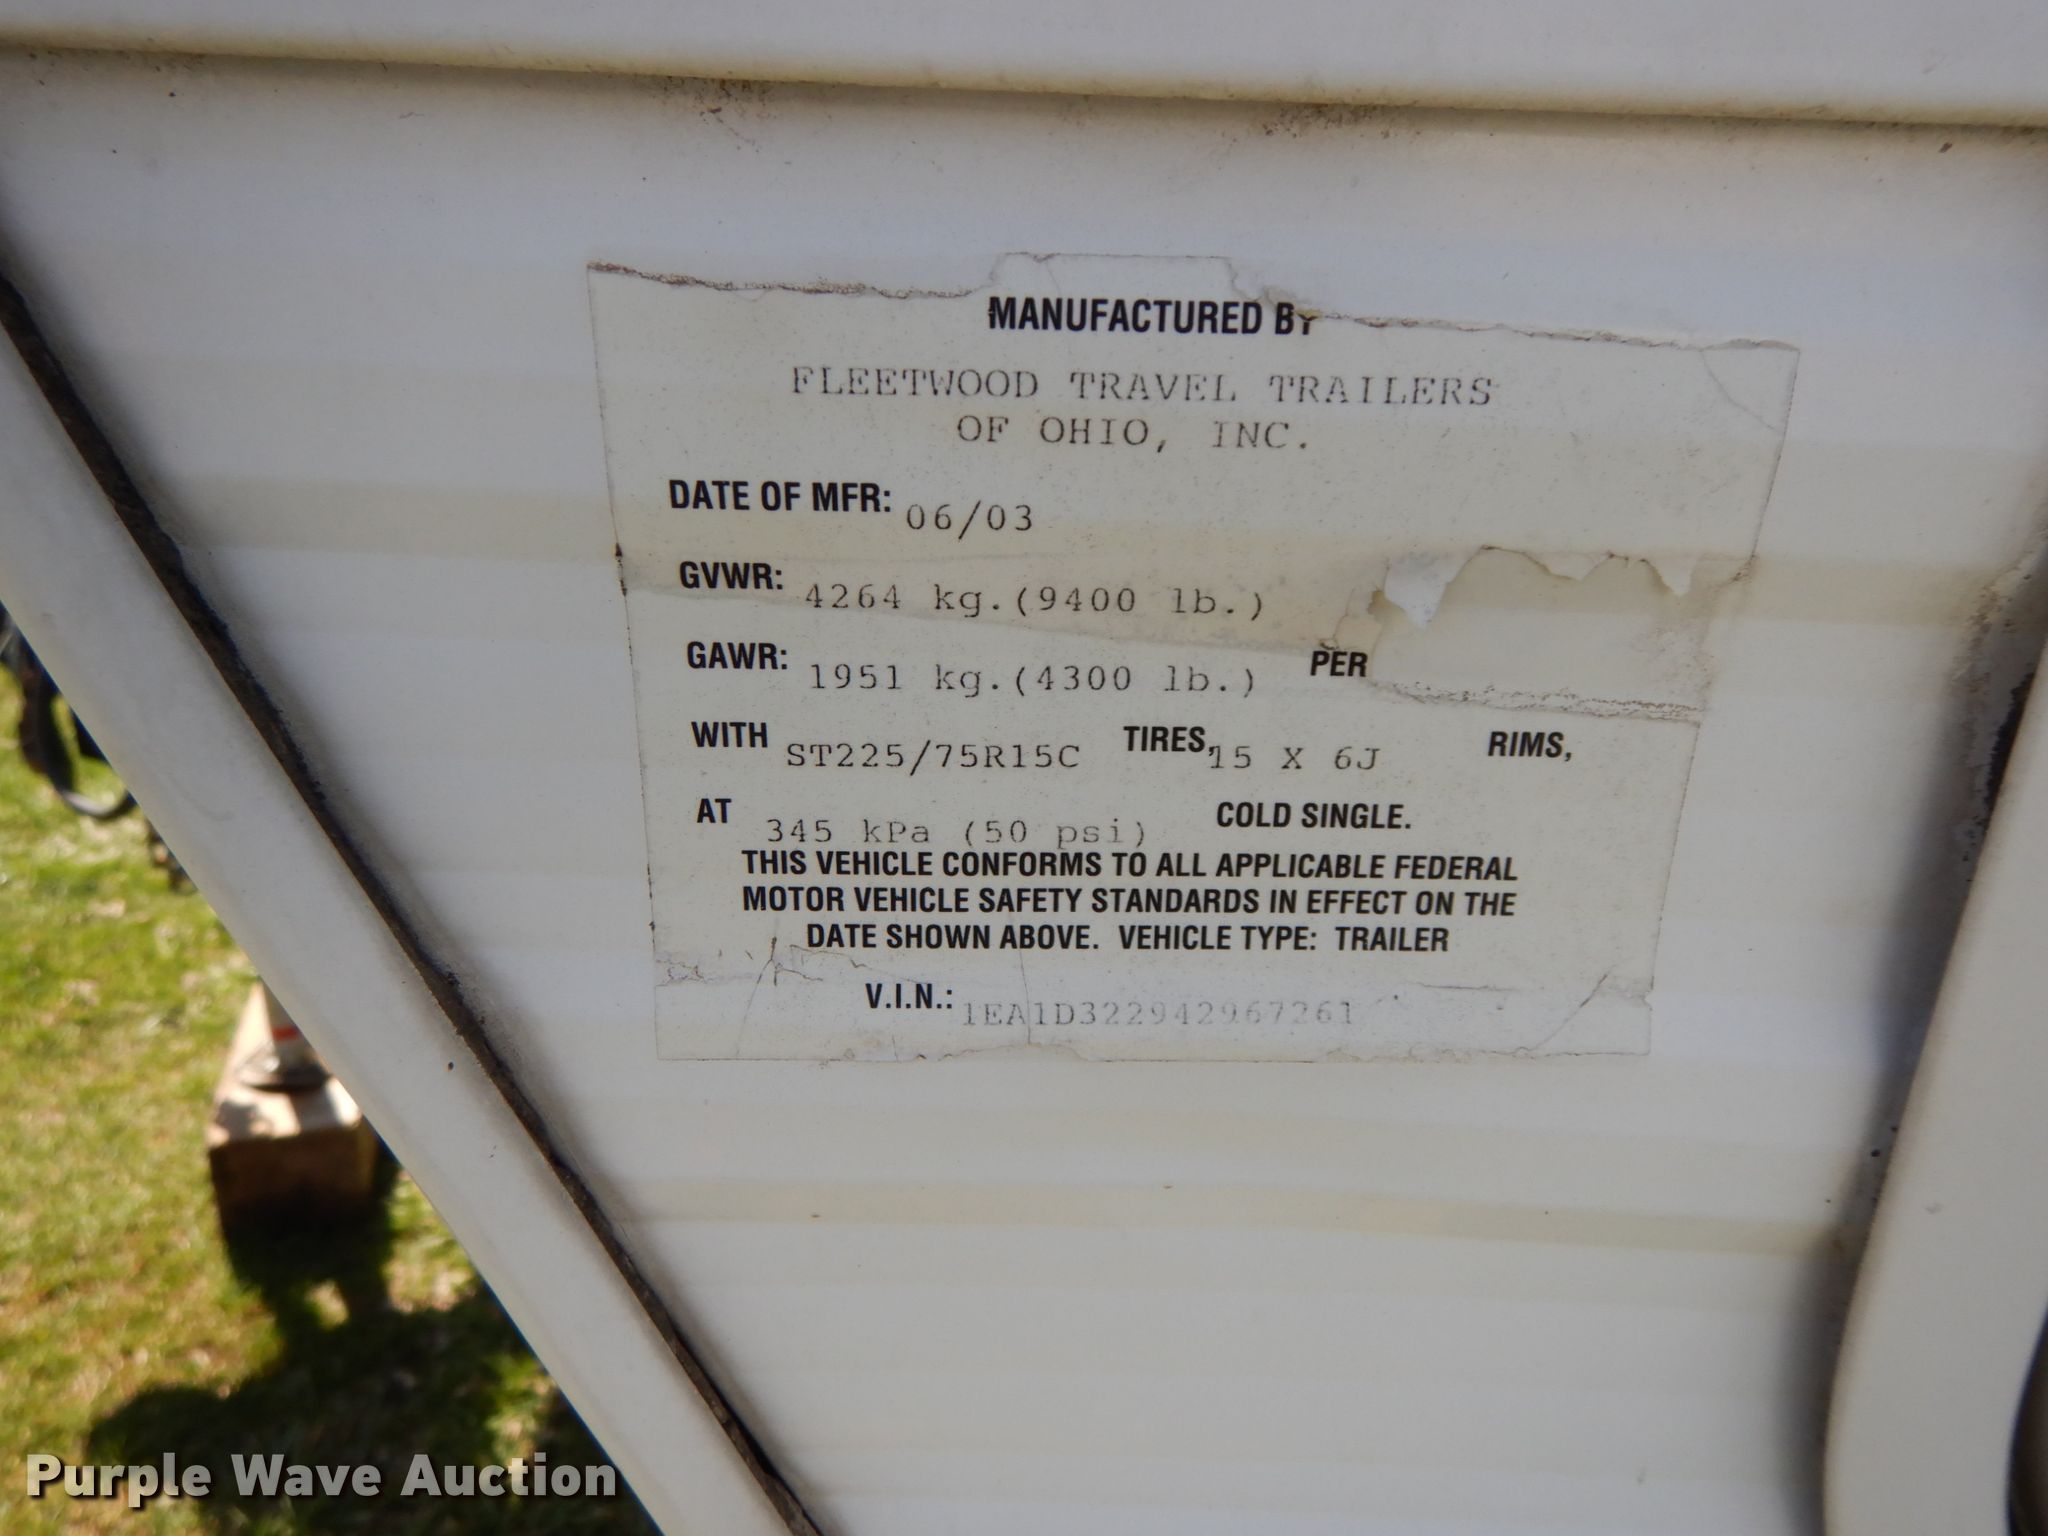 MANUFACTURED BY
FLEETWOOD TRAVEL TRAILERS
OF OHIO, INC.
DATE OF MFR: 06/03
GVWR: 4264 kg.(9400 lb.)
GAWR: 1951 kg.(4300 lb.) PER
WITH ST225/75R15C TIRES, 15 X 6J RIMS,
AT 345 kPa (50 psi) COLD SINGLE.
THIS VEHICLE CONFORMS TO ALL APPLICABLE FEDERAL
MOTOR VEHICLE SAFETY STANDARDS IN EFFECT ON THE
DATE SHOWN ABOVE. VEHICLE TYPE: TRAILER
V.I.N.: 1EA1D322942967261
Purple Wave Auction